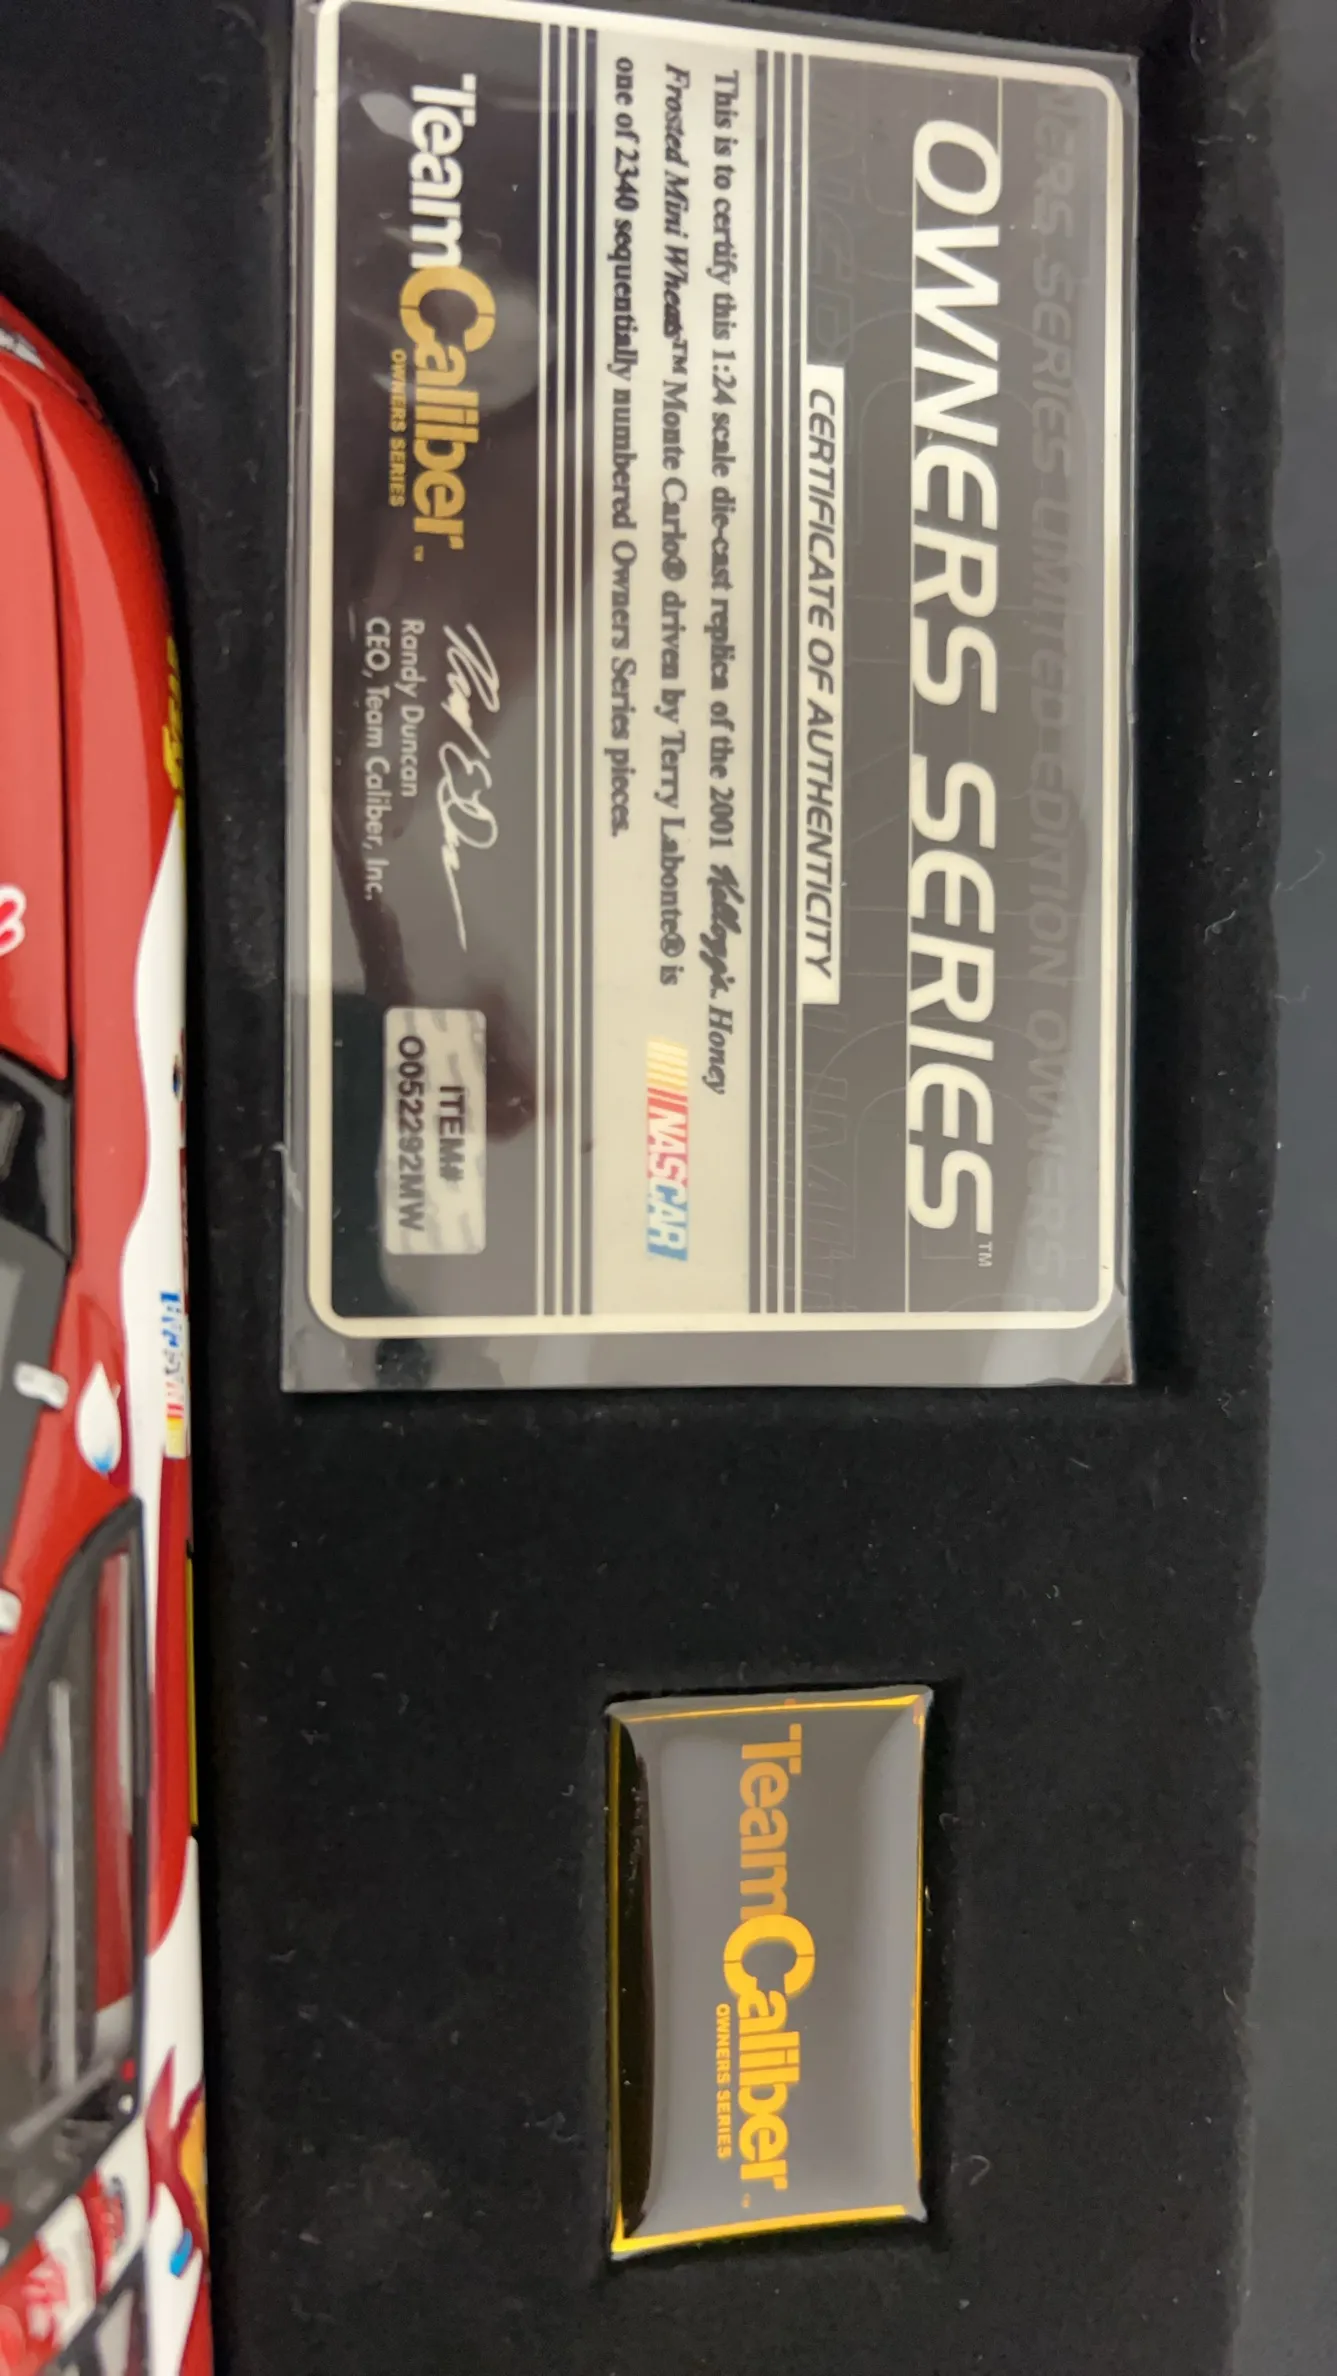 OWNERS SERIES™
CERTIFICATE OF AUTHENTICITY
This is to certify this 1:24 scale die-cast replica of the 2001 Kellogg's. Honey
Frosted Mini Wheats™ Monte Carlo® driven by Terry Labonte® is
one of 2340 sequentially numbered Owners Series pieces.
NASCAR
TeamCaliber™
OWNERS SERIES
Randy Duncan
CEO, Team Caliber, Inc.
ITEM#
O052292MW
TeamCaliber™
OWNERS SERIES